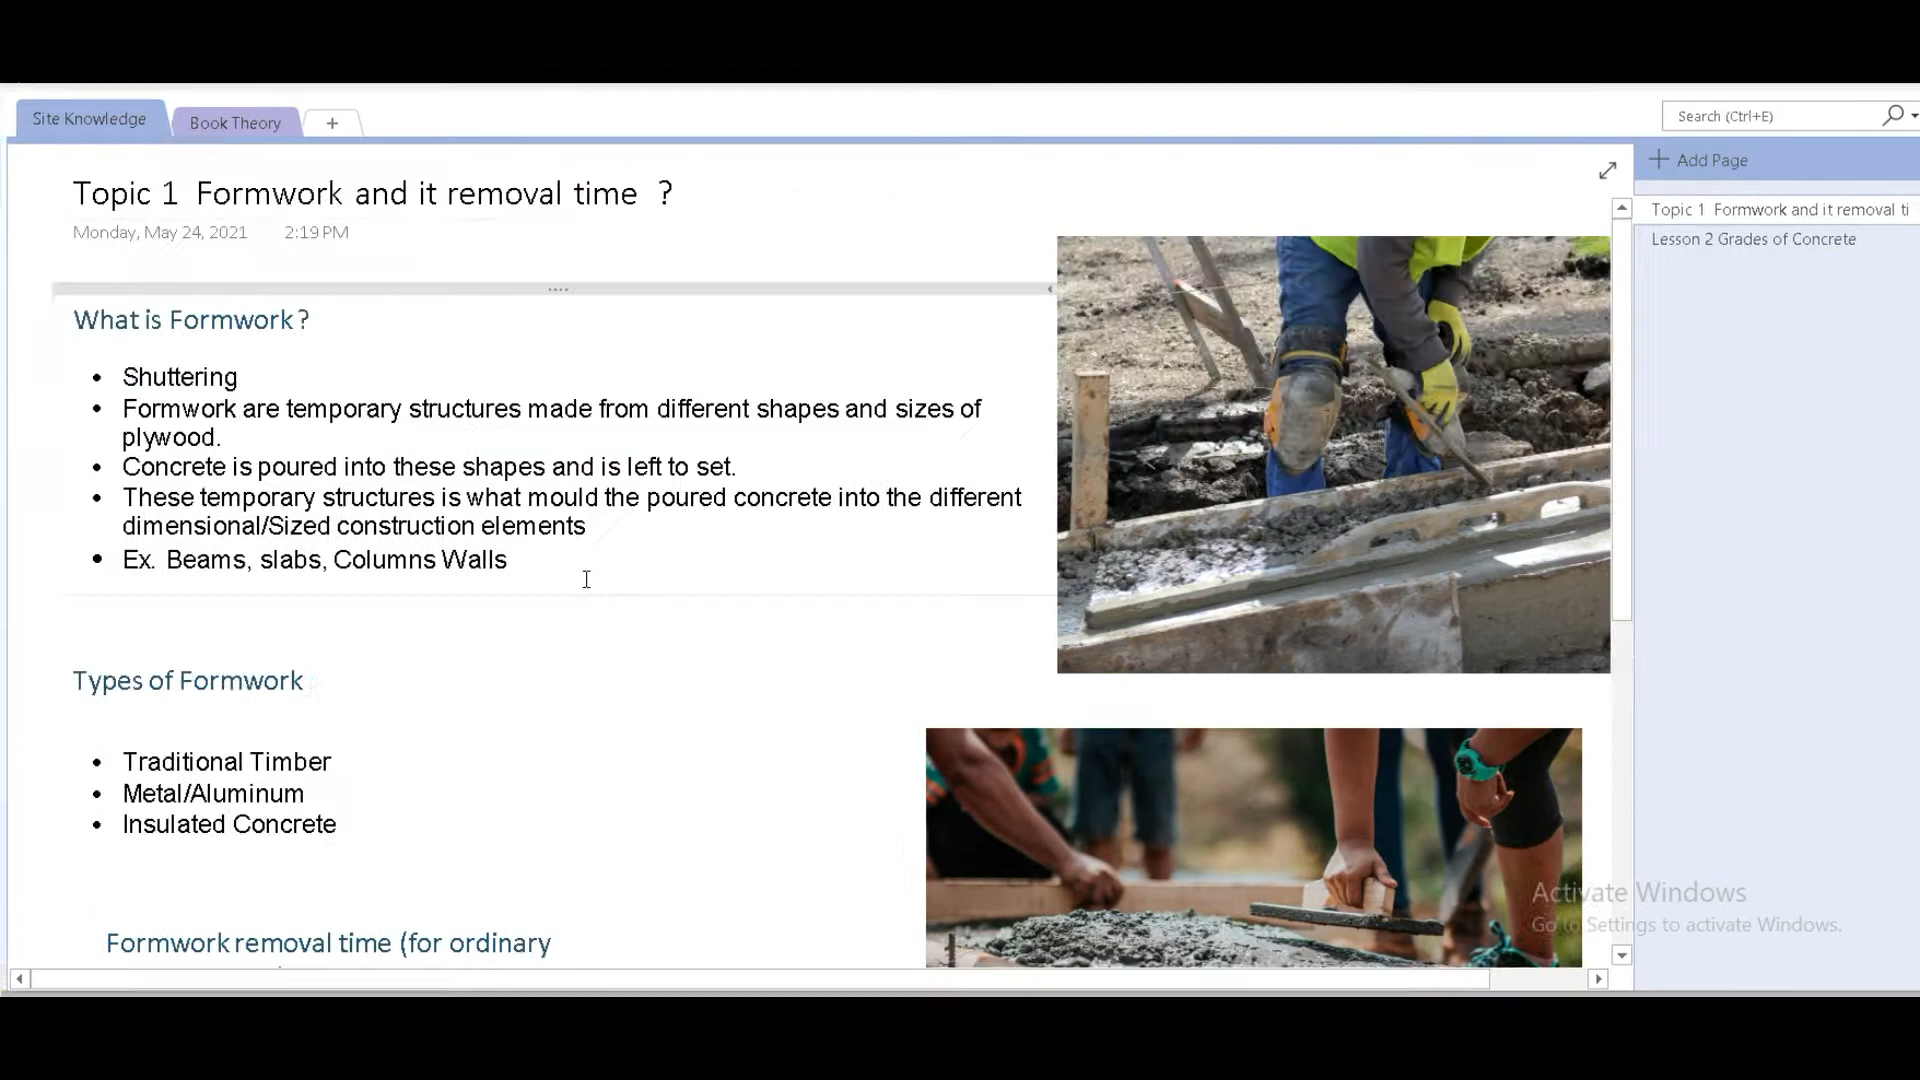 Site Knowledge
Book Theory
+
Search (Ctrl+E)
Add Page
Topic 1 Formwork and it removal time ?
Monday, May 24, 2021 2:19 PM
What is Formwork ?
• Shuttering
• Formwork are temporary structures made from different shapes and sizes of
plywood.
• Concrete is poured into these shapes and is left to set.
• These temporary structures is what mould the poured concrete into the different
dimensional/Sized construction elements
• Ex. Beams, slabs, Columns Walls
Types of Formwork
• Traditional Timber
• Metal/Aluminum
• Insulated Concrete
Formwork removal time (for ordinary
Topic 1 Formwork and it removal ti
Lesson 2 Grades of Concrete
Activate Windows
Go to Settings to activate Windows.